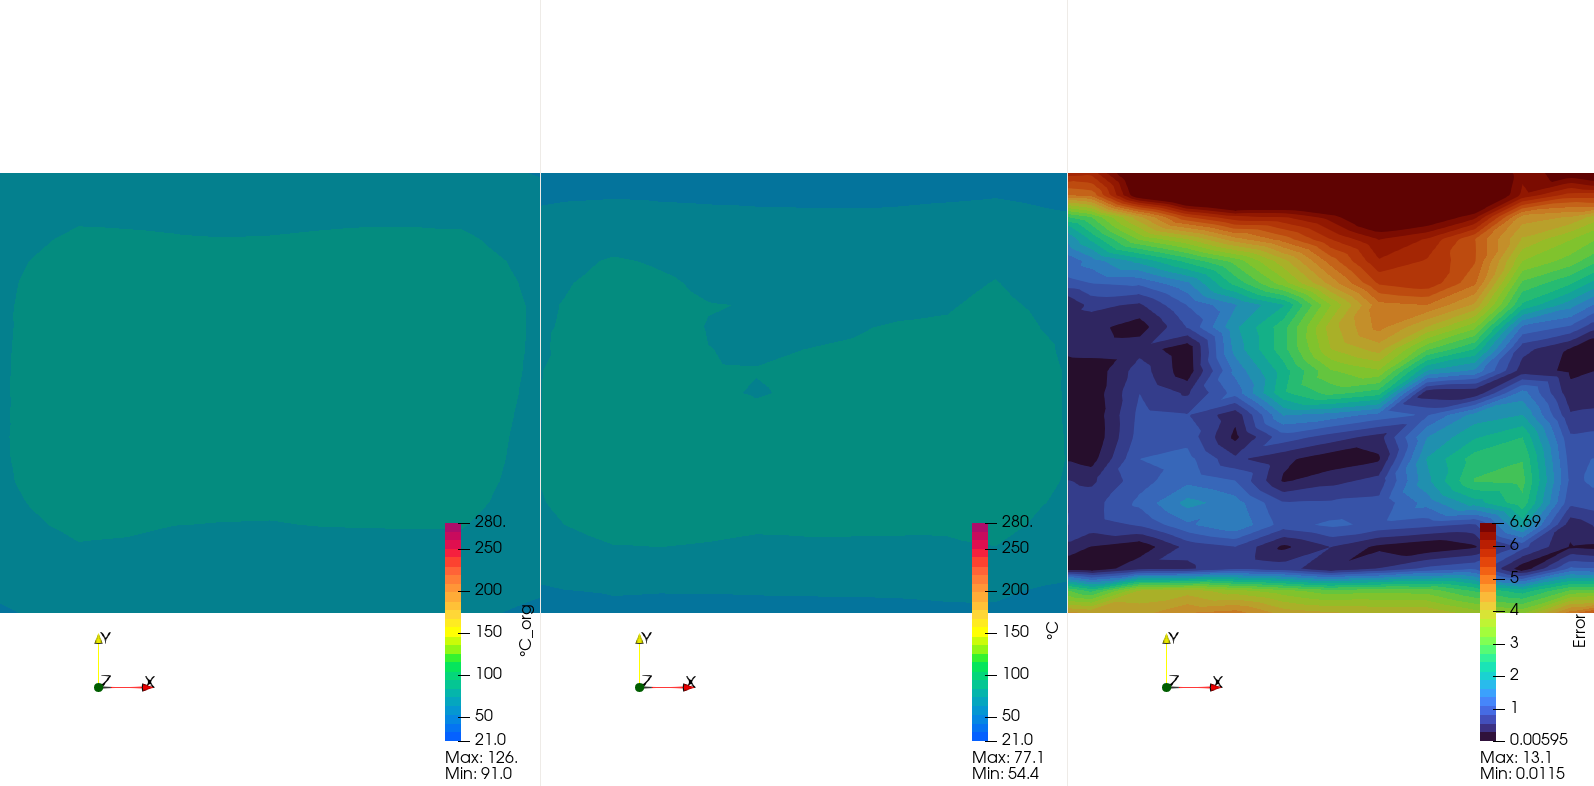 280.
250
200
150
100
50
21.0
°C_org
Max: 126.
Min: 91.0
Y
Z
X
280.
250
200
150
100
50
21.0
°C
Max: 77.1
Min: 54.4
Y
Z
X
6.69
6
5
4
3
2
1
0.00595
Error
Max: 13.1
Min: 0.0115
Y
Z
X